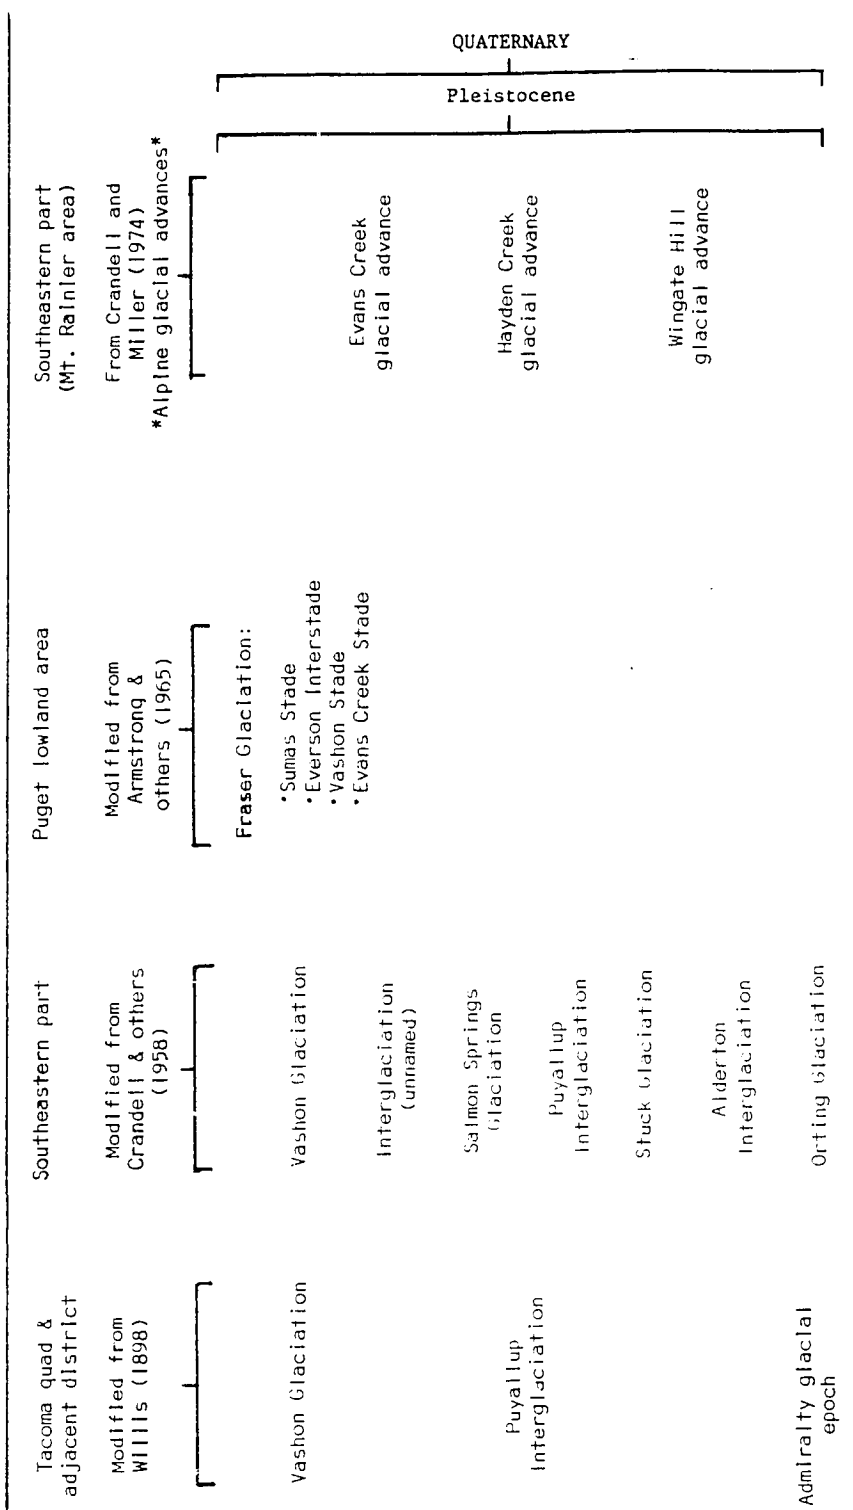 QUATERNARY
Pleistocene
Tacoma quad &
adjacent district
Modified from
Willis (1898)
Vashon Glaciation
Puyallup
Interglaciation
Admiralty glacial
epoch
Southeastern part
Modified from
Crandell & others
(1958)
Vashon Glaciation
Interglaciation
(unnamed)
Salmon Springs
Glaciation
Puyallup
Interglaciation
Stuck Glaciation
Alderton
Interglaciation
Orting Glaciation
Puget lowland area
Modified from
Armstrong &
others (1965)
Fraser Glaciation:
•Sumas Stade
•Everson Interstade
•Vashon Stade
•Evans Creek Stade
Southeastern part
(Mt. Rainier area)
From Crandell and
Miller (1974)
*Alpine glacial advances*
Evans Creek
glacial advance
Hayden Creek
glacial advance
Wingate Hill
glacial advance